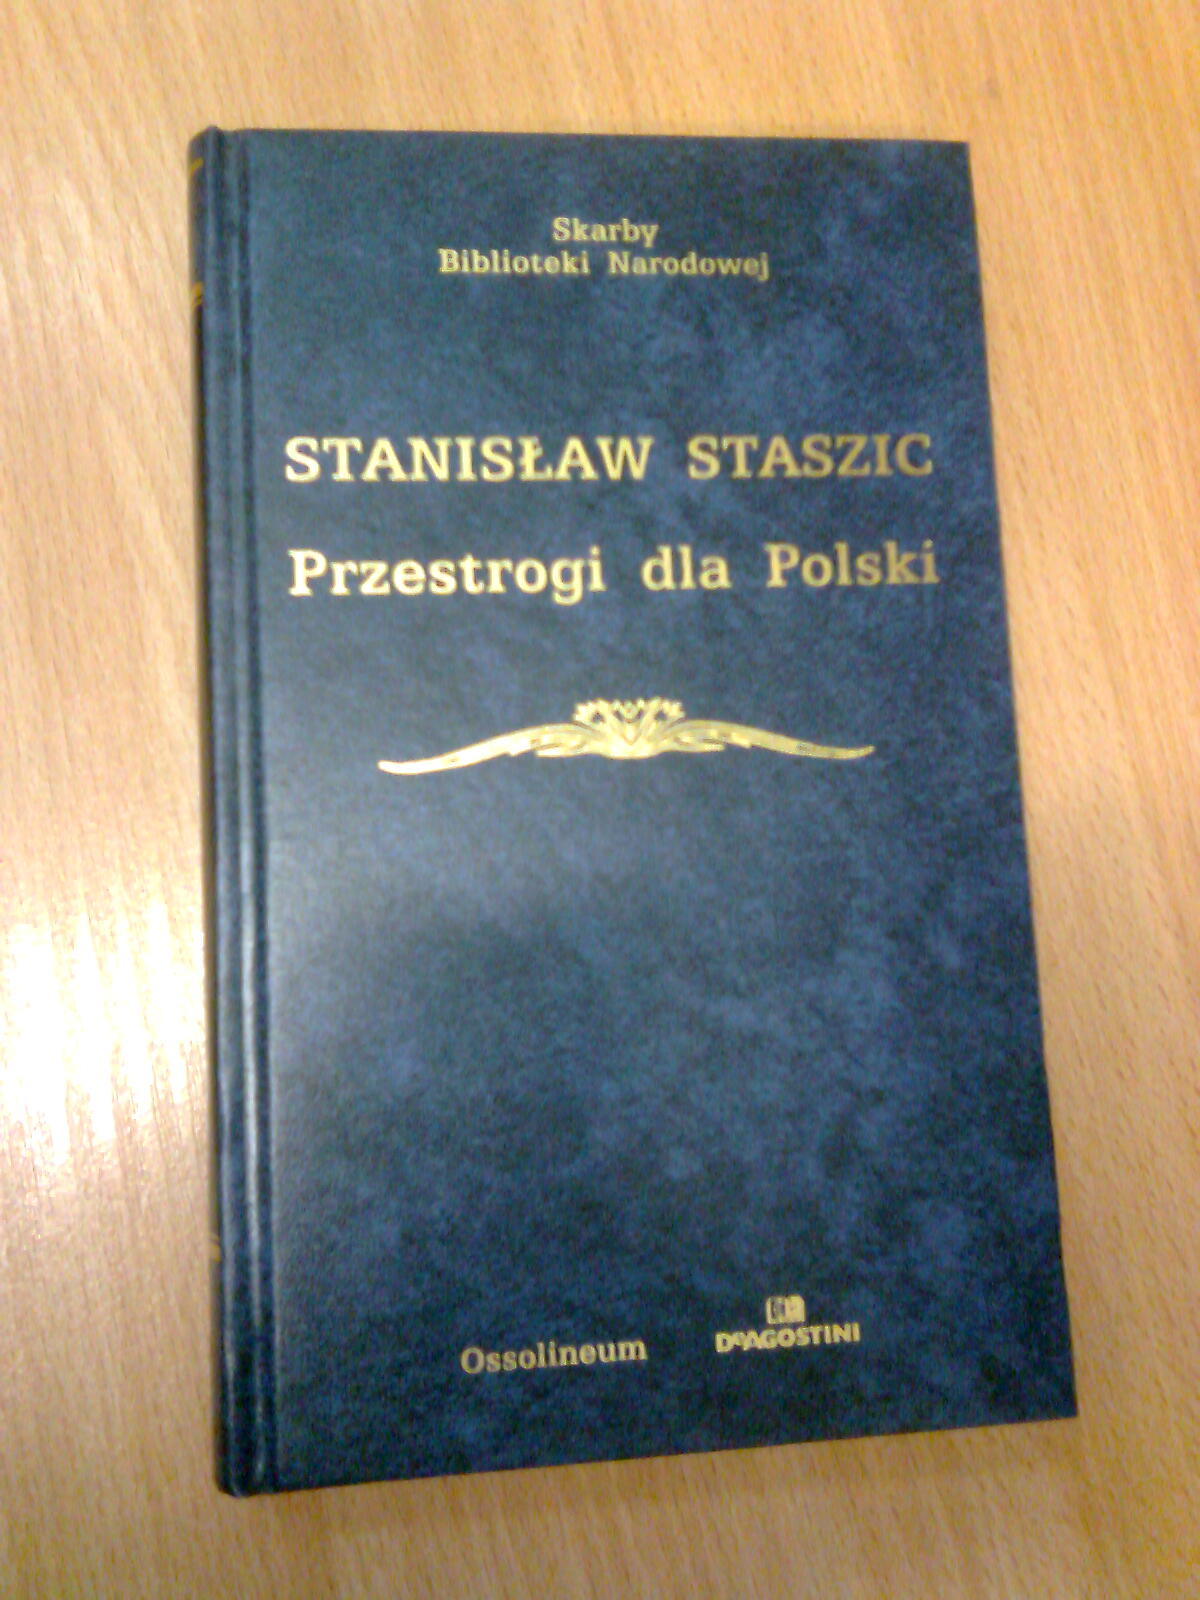 Skarby
Biblioteki Narodowej
STANISŁAW STASZIC
Przestrogi dla Polski
Ossolineum
DeAGOSTINI